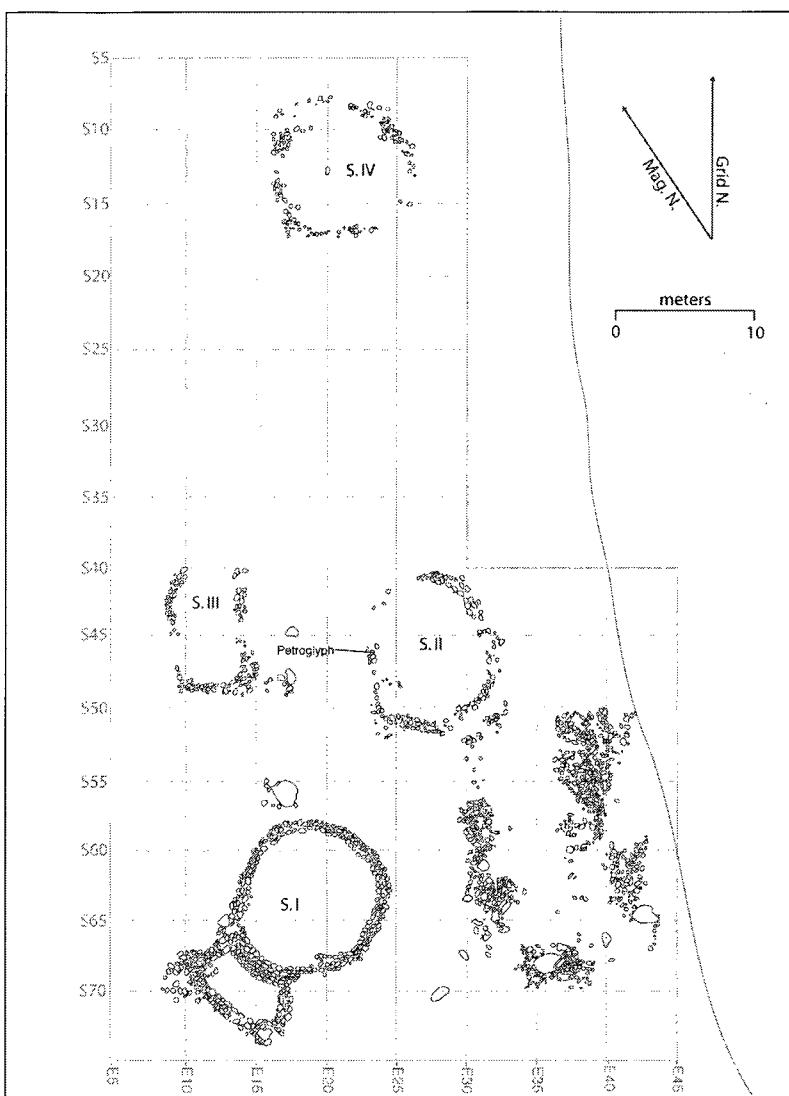 S5
S10
S15
S20
S25
S30
S35
S40
S45
S50
S55
S60
S65
S70
S. IV
Mag. N.
Grid N.
meters
0 10
S. III
Petroglyph
S. II
S. I
E5 E10 E15 E20 E25 E30 E35 E40 E45